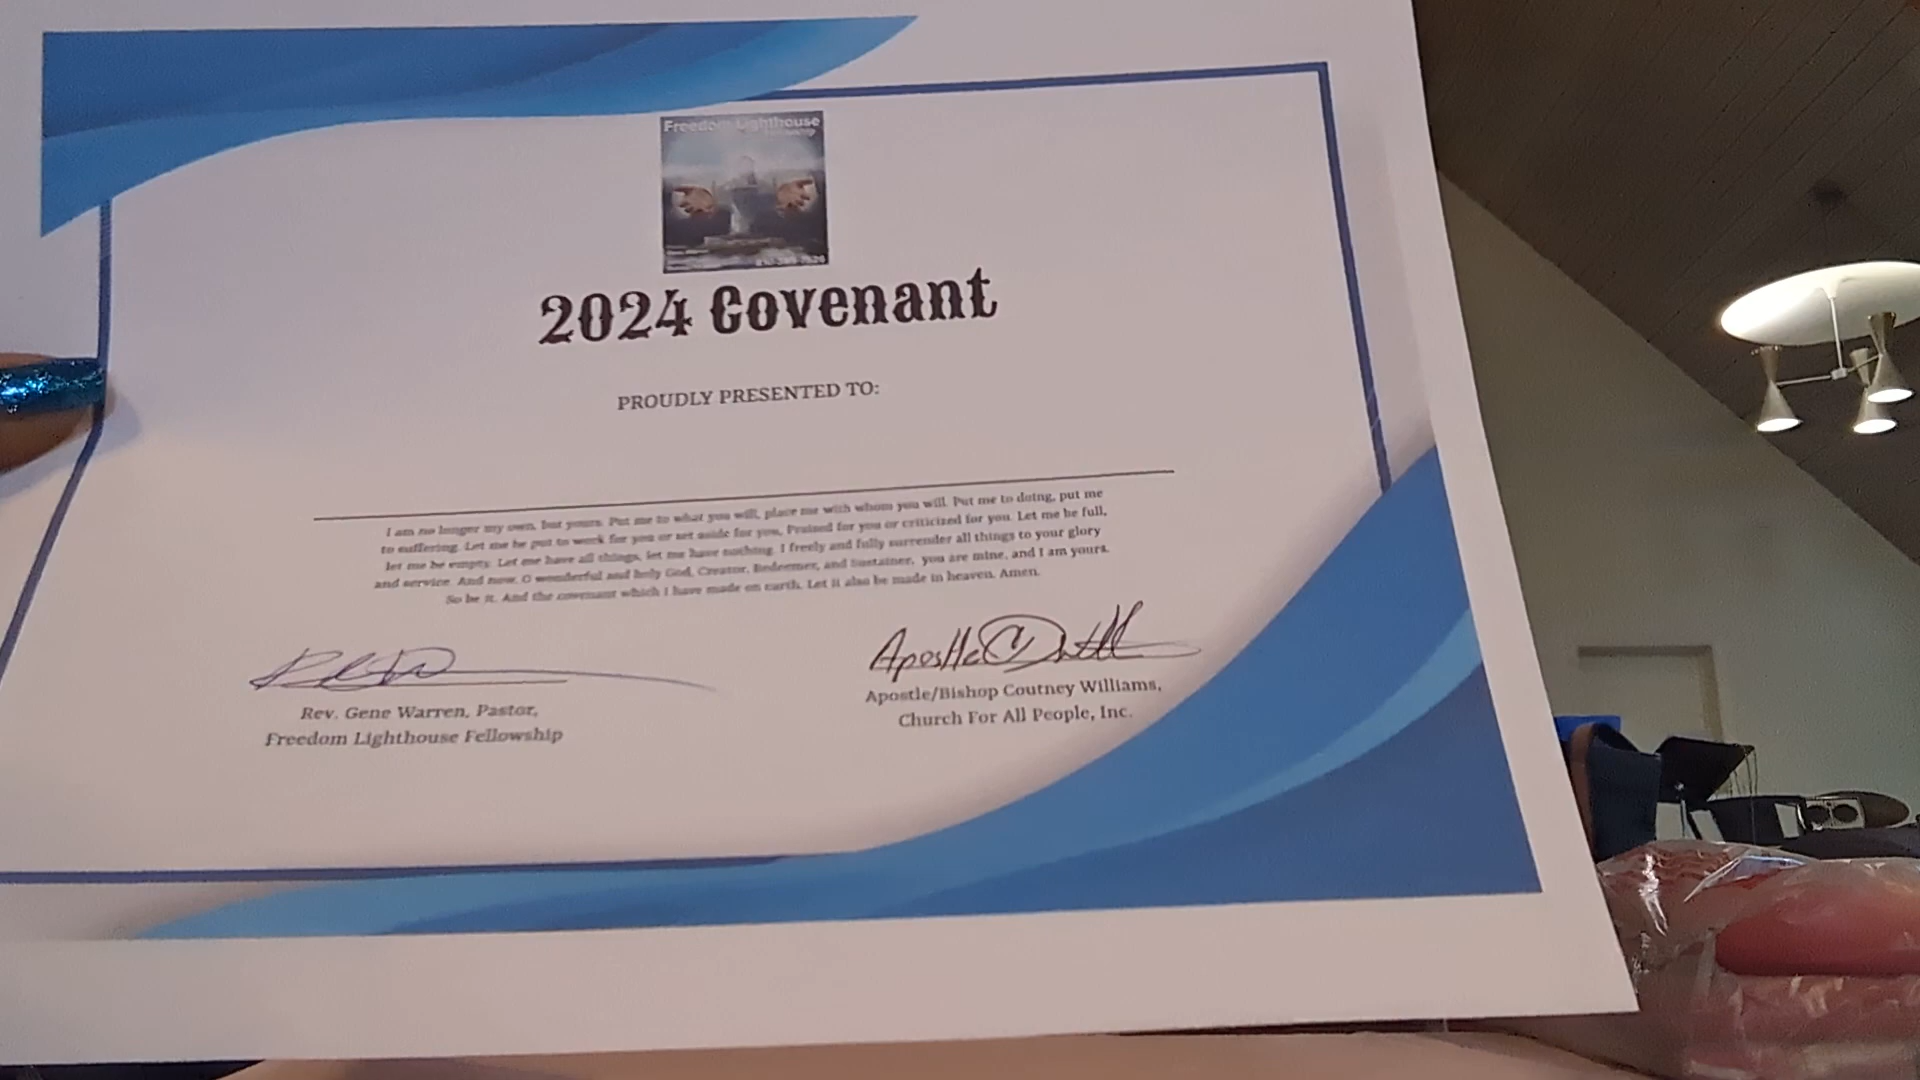 Freedom Lighthouse
Fellowship
2024 Covenant
PROUDLY PRESENTED TO:
I am no longer my own, but yours. Put me to what you will, place me with whom you will. Put me to doing, put me
to suffering. Let me be put to work for you or set aside for you, Praised for you or criticized for you. Let me be full,
let me be empty. Let me have all things, let me have nothing. I freely and fully surrender all things to your glory
and service. And now, O wonderful and holy God, Creator, Redeemer, and Sustainer, you are mine, and I am yours.
So be it. And the covenant which I have made on earth. Let it also be made in heaven. Amen.
Apostle
Rev. Gene Warren, Pastor,
Freedom Lighthouse Fellowship
Apostle/Bishop Coutney Williams,
Church For All People, Inc.